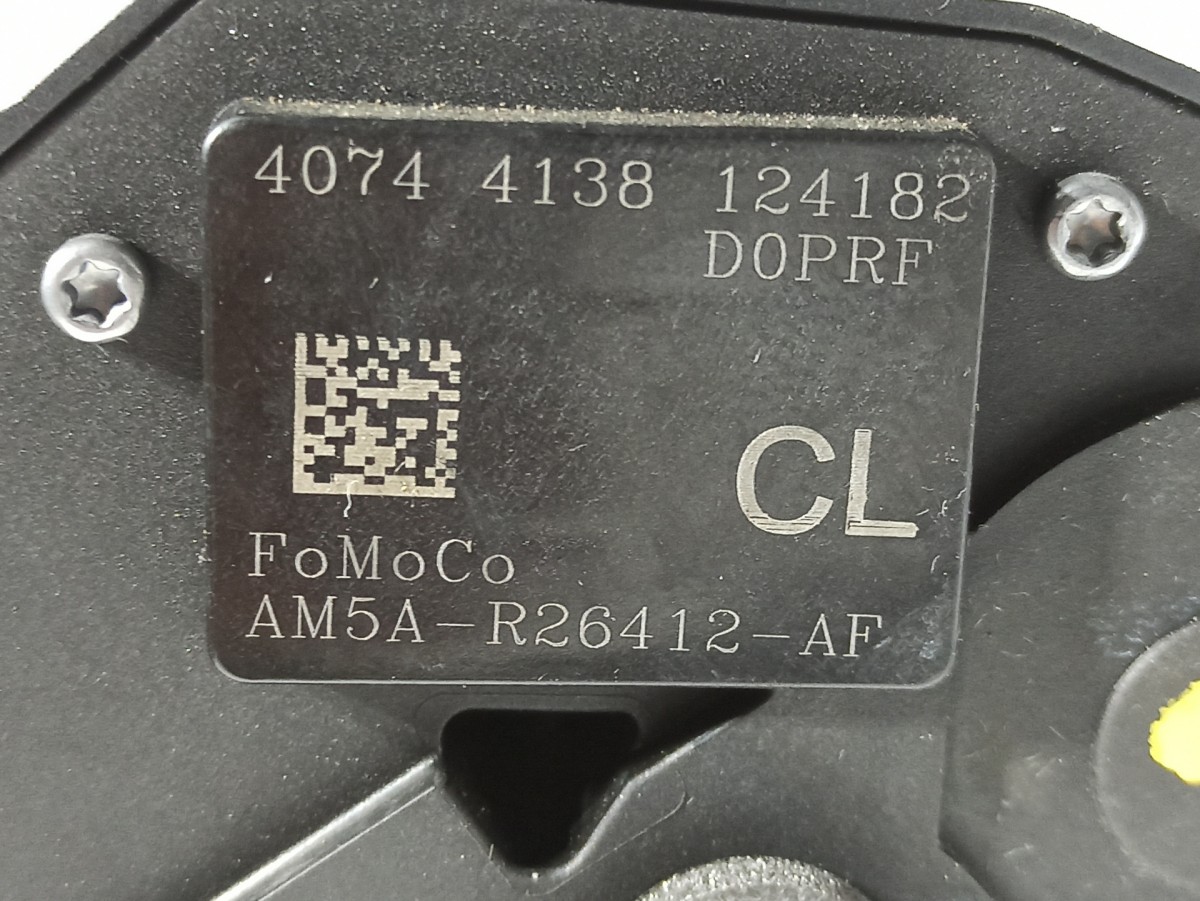 4074 4138 124182
D0PRF
CL
FoMoCo
AM5A-R26412-AF